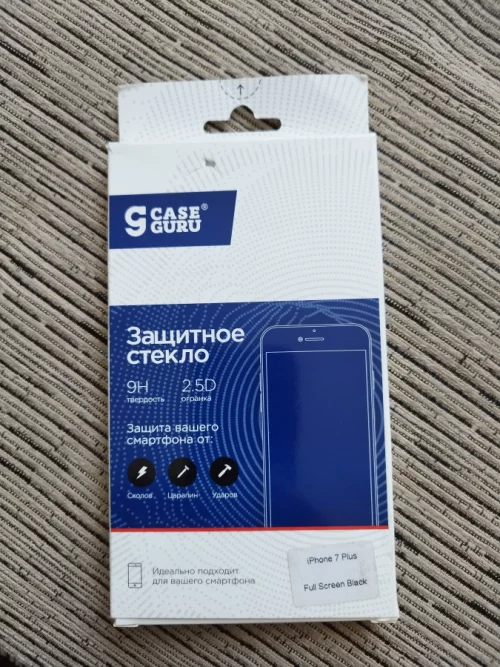 CASE®
GURU
Защитное
стекло
9H 2.5D
твердость огранка
Защита вашего
смартфона от:
Сколов Царапин Ударов
Идеально подходит
для вашего смартфона
iPhone 7 Plus
Full Screen Black